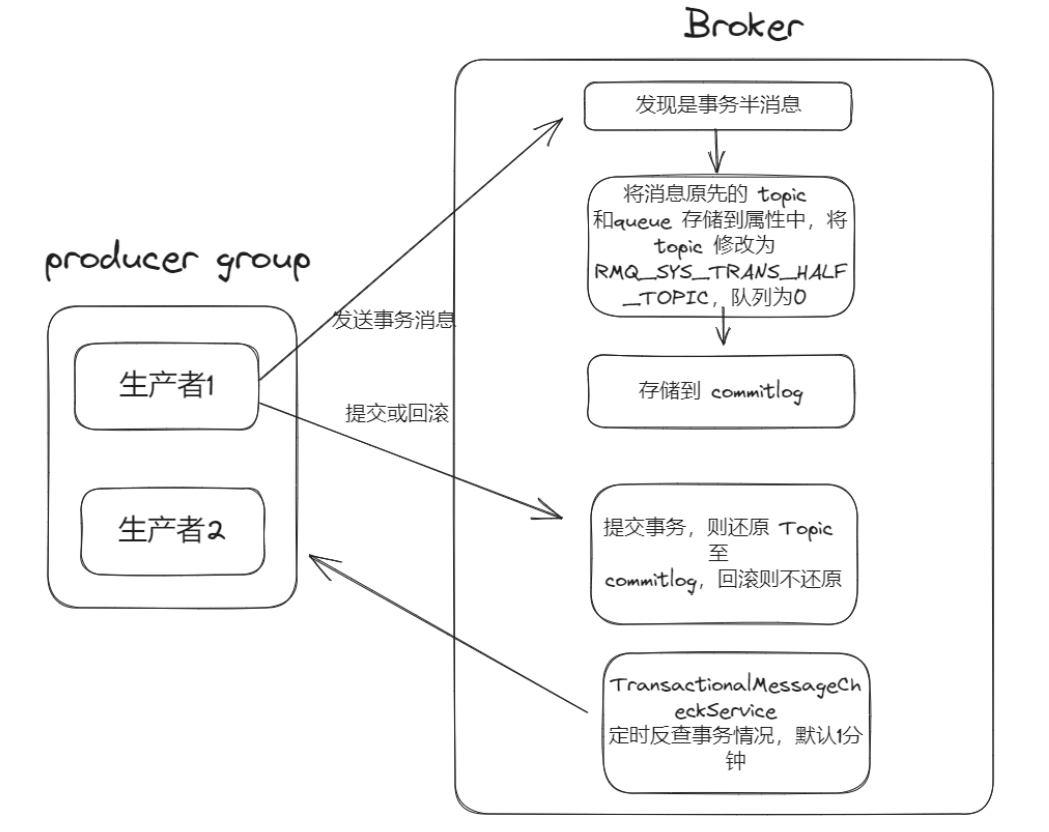 Broker
发现是事务半消息
将消息原先的 topic
和queue 存储到属性中，将
topic 修改为
RMQ_SYS_TRANS_HALF
_TOPIC，队列为0
producer group
发送事务消息
生产者1
存储到 commitlog
提交或回滚
生产者2
提交事务，则还原 Topic
至
commitlog，回滚则不还原
TransactionalMessageCh
eckService
定时反查事务情况，默认1分
钟